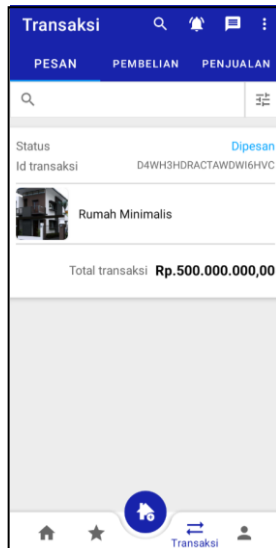 Transaksi
PESAN PEMBELIAN PENJUALAN
Status Dipesan
Id transaksi D4WH3HDRACTAWDWI6HVC
Rumah Minimalis
Total transaksi Rp.500.000.000,00
Transaksi